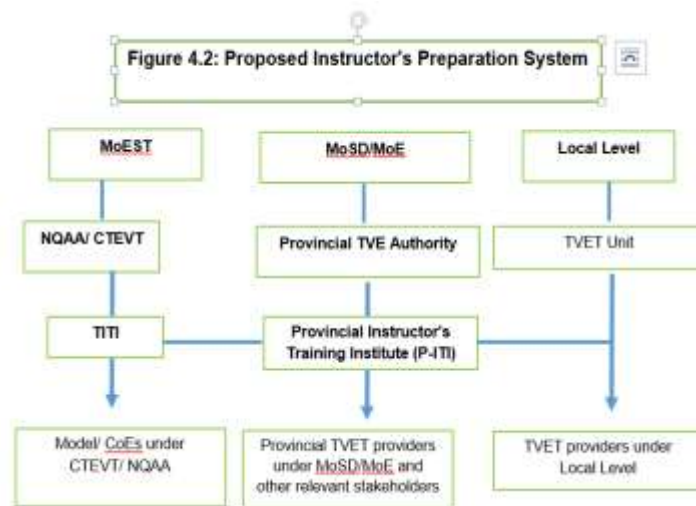 Figure 4.2: Proposed Instructor's Preparation System
MoEST
MoSD/MoE
Local Level
NQAA/ CTEVT
Provincial TVE Authority
TVET Unit
TITI
Provincial Instructor's
Training Institute (P-ITI)
Model/ CoEs under
CTEVT/ NQAA
Provincial TVET providers
under MoSD/MoE and
other relevant stakeholders
TVET providers under
Local Level